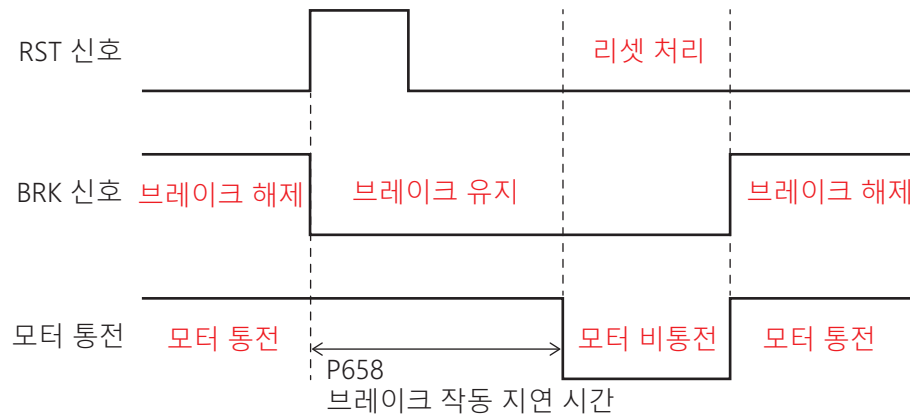 RST 신호
리셋 처리
BRK 신호
브레이크 해제
브레이크 유지
브레이크 해제
모터 통전
모터 통전
모터 비통전
모터 통전
P658
브레이크 작동 지연 시간